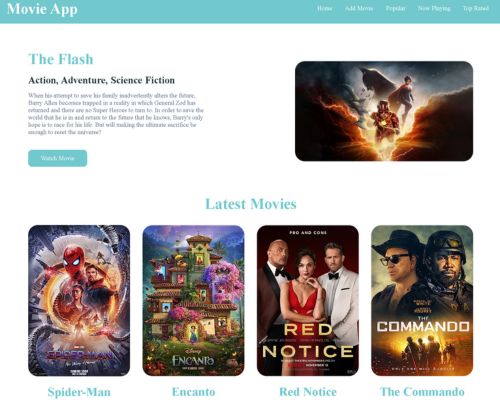 Movie App
Home Add Movie Popular Now Playing Top Rated
The Flash
Action, Adventure, Science Fiction
When his attempt to save his family inadvertently alters the future,
Barry Allen becomes trapped in a reality in which General Zod has
returned and there are no Super Heroes to turn to. In order to save the
world that he is in and return to the future that he knows, Barry's only
hope is to race for his life. But will making the ultimate sacrifice be
enough to reset the universe?
Watch Movie
Latest Movies
SPIDER-MAN
Disney
ENCANTO
PRO AND CONS
RED
NOTICE
THE
COMMANDO
Spider-Man Encanto Red Notice The Commando